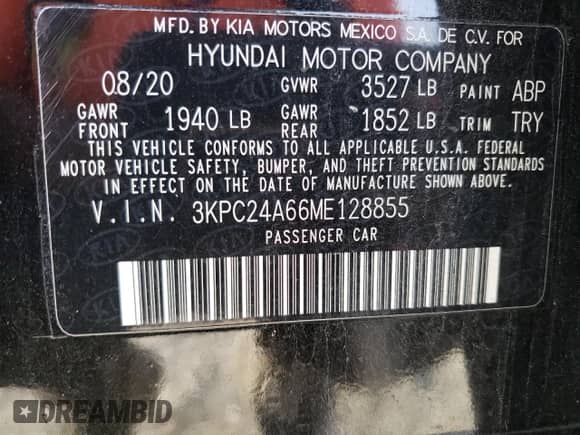 MFD. BY KIA MOTORS MEXICO S.A. DE C.V. FOR
HYUNDAI MOTOR COMPANY
08/20 GVWR 3527 LB PAINT ABP
GAWR FRONT 1940 LB GAWR REAR 1852 LB TRIM TRY
THIS VEHICLE CONFORMS TO ALL APPLICABLE U.S.A. FEDERAL
MOTOR VEHICLE SAFETY, BUMPER, AND THEFT PREVENTION STANDARDS
IN EFFECT ON THE DATE OF MANUFACTURE SHOWN ABOVE.
V.I.N. 3KPC24A66ME128855
PASSENGER CAR
DREAMBID